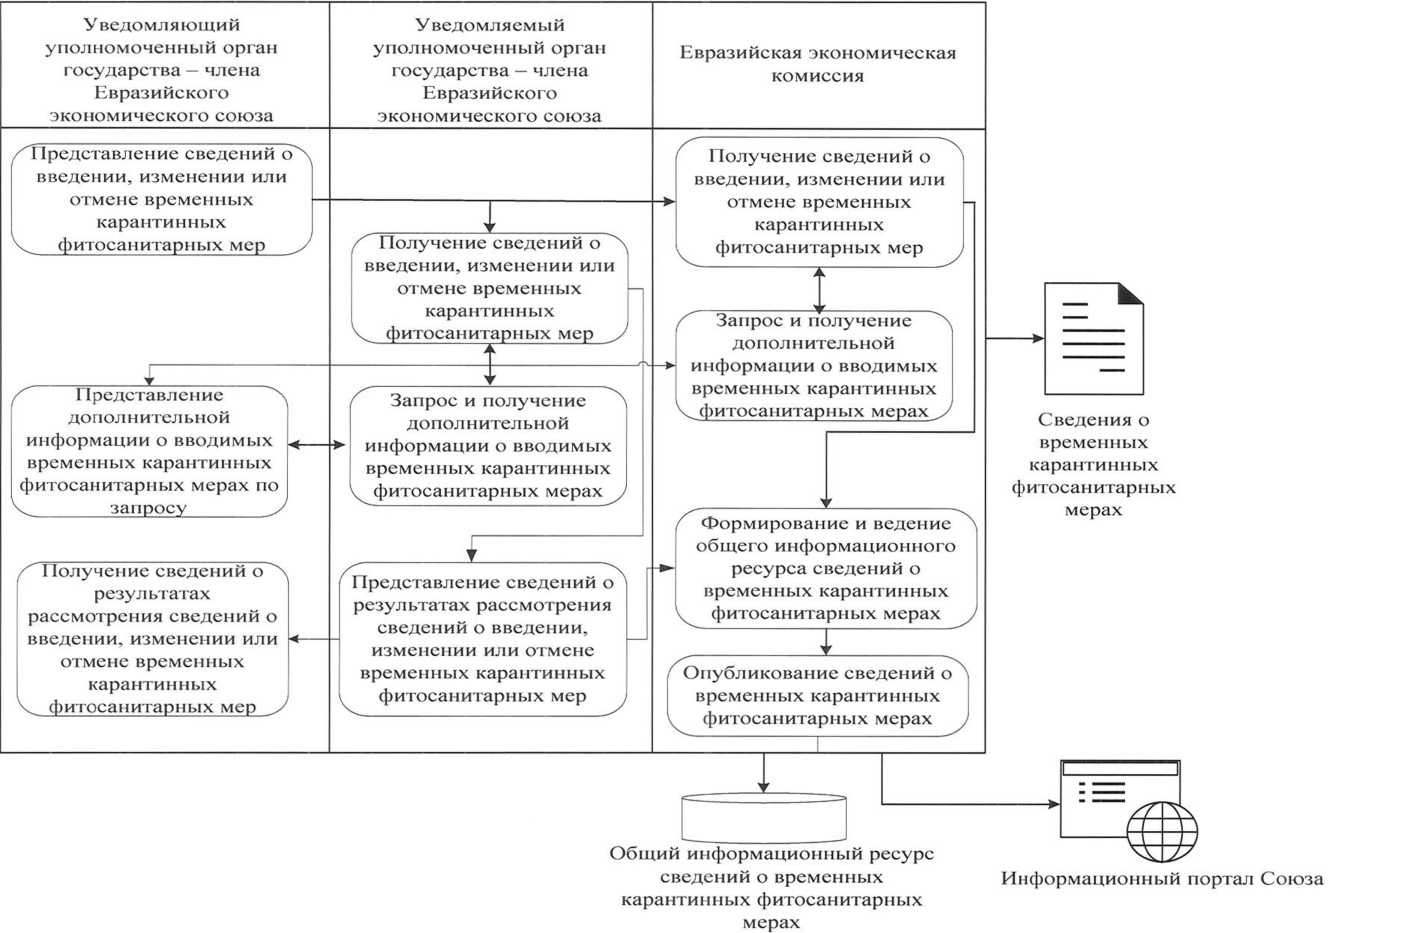 Уведомляющий
уполномоченный орган
государства – члена
Евразийского
экономического союза
Уведомляемый
уполномоченный орган
государства – члена
Евразийского
экономического союза
Евразийская экономическая
комиссия
Представление сведений о
введении, изменении или
отмене временных
карантинных
фитосанитарных мер
Получение сведений о
введении, изменении или
отмене временных
карантинных
фитосанитарных мер
Получение сведений о
введении, изменении или
отмене временных
карантинных
фитосанитарных мер
Запрос и получение
дополнительной
информации о вводимых
временных карантинных
фитосанитарных мерах
Представление
дополнительной
информации о вводимых
временных карантинных
фитосанитарных мерах по
запросу
Запрос и получение
дополнительной
информации о вводимых
временных карантинных
фитосанитарных мерах
Сведения о
временных
карантинных
фитосанитарных
мерах
Получение сведений о
результатах
рассмотрения сведений о
введении, изменении или
отмене временных
карантинных
фитосанитарных мер
Представление сведений о
результатах рассмотрения
сведений о введении,
изменении или отмене
временных карантинных
фитосанитарных мер
Формирование и ведение
общего информационного
ресурса сведений о
временных карантинных
фитосанитарных мерах
Опубликование сведений о
временных карантинных
фитосанитарных мерах
Общий информационный ресурс
сведений о временных
карантинных фитосанитарных
мерах
Информационный портал Союза